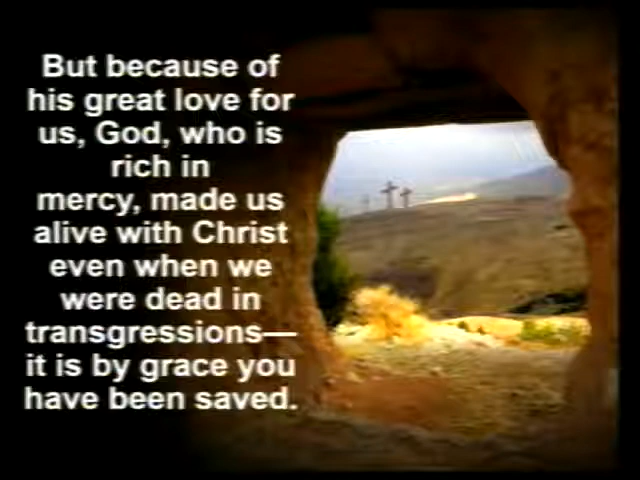 But because of
his great love for
us, God, who is
rich in
mercy, made us
alive with Christ
even when we
were dead in
transgressions—
it is by grace you
have been saved.